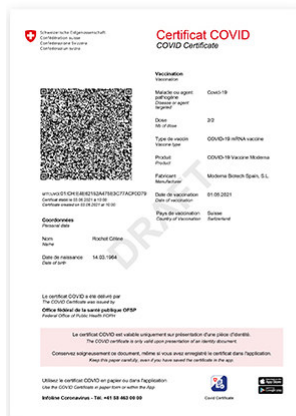 Schweizerische Eidgenossenschaft
Confédération suisse
Confederazione Svizzera
Confederaziun svizra
Certificat COVID
COVID Certificate
Vaccination
Vaccination
Maladie ou agent pathogène
Disease or agent targeted
Covid-19
Dose
2/2
Type de vaccin
Vaccine type
COVID-19 mRNA vaccine
Produit
Product
COVID-19 Vaccine Moderna
Fabricant
Manufacturer
Moderna Biotech Spain, S.L.
Date de vaccination
Date of vaccination
Pays de vaccination
Country of Vaccination
Suisse
Switzerland
Coordonnées
Personal data
Nom
Name
Rochat Céline
Date de naissance
Date of birth
14.03.1964
DRAFT
Le certificat COVID a été délivré par
The COVID Certificate was issued by
Office fédéral de la santé publique OFSP
Federal Office of Public Health FOPH
Le certificat COVID est valable uniquement sur présentation d'une pièce d'identité.
The COVID certificate is only valid upon presentation of an identity document.
Conservez soigneusement ce document, même si vous avez enregistré le certificat dans l'application.
Keep this paper carefully, even if you have saved the certificate in the app.
Utilisez le certificat COVID en papier ou dans l'application
Use the COVID Certificate in paper form or within the App
Infoline Coronavirus - Tél. +41 58 463 00 00
Covid Certificate